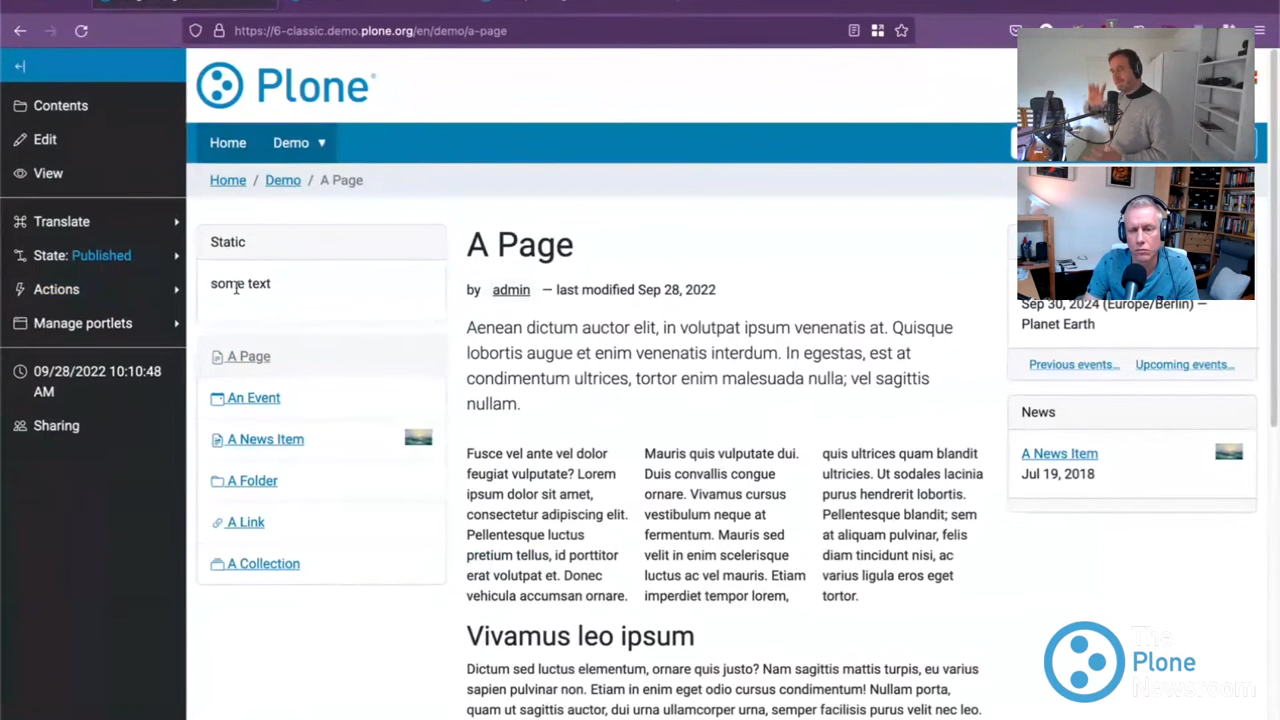 https://6-classic.demo.plone.org/en/demo/a-page
Plone
Contents
Edit
View
Translate
State: Published
Actions
Manage portlets
09/28/2022 10:10:48
AM
Sharing
Home
Demo ▼
Home / Demo / A Page
Static
some text
A Page
An Event
A News Item
A Folder
A Link
A Collection
A Page
by admin — last modified Sep 28, 2022
Aenean dictum auctor elit, in volutpat ipsum venenatis at. Quisque
lobortis augue et enim venenatis interdum. In egestas, est at
condimentum ultrices, tortor enim malesuada nulla; vel sagittis
nullam.
Fusce vel ante vel dolor
feugiat vulputate? Lorem
ipsum dolor sit amet,
consectetur adipiscing elit.
Pellentesque luctus
pretium tellus, id porttitor
erat volutpat et. Donec
vehicula accumsan ornare.
Mauris quis vulputate dui.
Duis convallis congue
ornare. Vivamus cursus
vestibulum neque at
fermentum. Mauris sed
velit in enim scelerisque
luctus ac vel mauris. Etiam
imperdiet tempor lorem,
quis ultrices quam blandit
ultricies. Ut sodales lacinia
purus hendrerit lobortis.
Pellentesque blandit; sem
at aliquam pulvinar, felis
diam tincidunt nisi, ac
varius ligula eros eget
tortor.
Vivamus leo ipsum
Dictum sed luctus elementum, ornare quis justo? Nam sagittis mattis turpis, eu varius
sapien pulvinar non. Etiam in enim eget odio cursus condimentum! Nullam porta,
quam ut sagittis auctor, dui urna ullamcorper urna, semper facilisis purus velit nec leo.
Sep 30, 2024 (Europe/Berlin) —
Planet Earth
Previous events…
Upcoming events…
News
A News Item
Jul 19, 2018
The
Plone
Newsroom